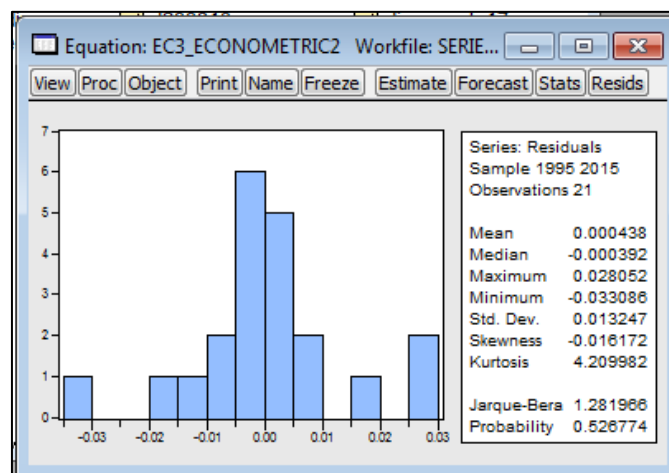 Equation: EC3_ECONOMETRIC2 Workfile: SERIE...
View Proc Object Print Name Freeze Estimate Forecast Stats Resids
7
6
5
4
3
2
1
0
-0.03 -0.02 -0.01 0.00 0.01 0.02 0.03
Series: Residuals
Sample 1995 2015
Observations 21
Mean 0.000438
Median -0.000392
Maximum 0.028052
Minimum -0.033086
Std. Dev. 0.013247
Skewness -0.016172
Kurtosis 4.209982
Jarque-Bera 1.281966
Probability 0.526774